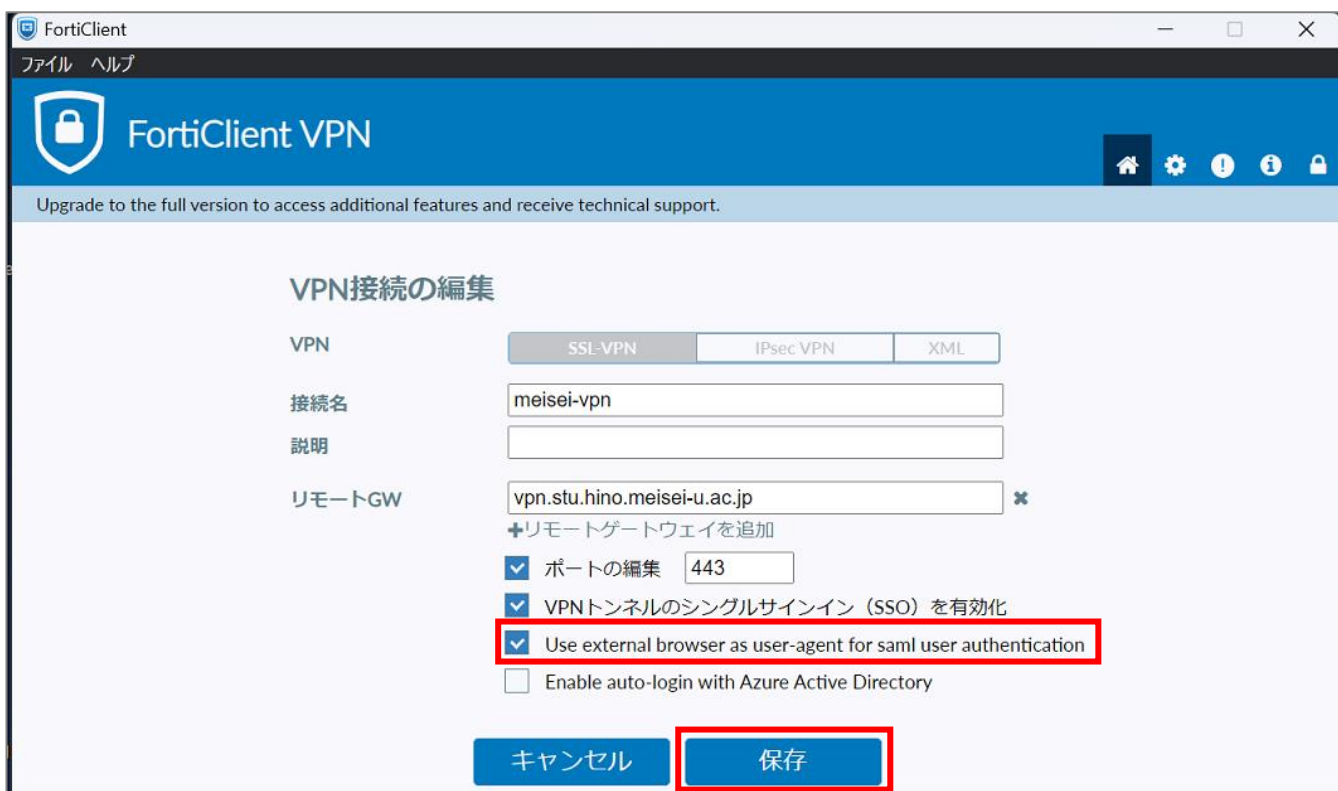 FortiClient
ファイル ヘルプ
FortiClient VPN
Upgrade to the full version to access additional features and receive technical support.
VPN接続の編集
VPN
SSL-VPN
IPsec VPN
XML
接続名
meisei-vpn
説明
リモートGW
vpn.stu.hino.meisei-u.ac.jp
+リモートゲートウェイを追加
ポートの編集 443
VPNトンネルのシングルサインイン（SSO）を有効化
Use external browser as user-agent for saml user authentication
Enable auto-login with Azure Active Directory
キャンセル
保存